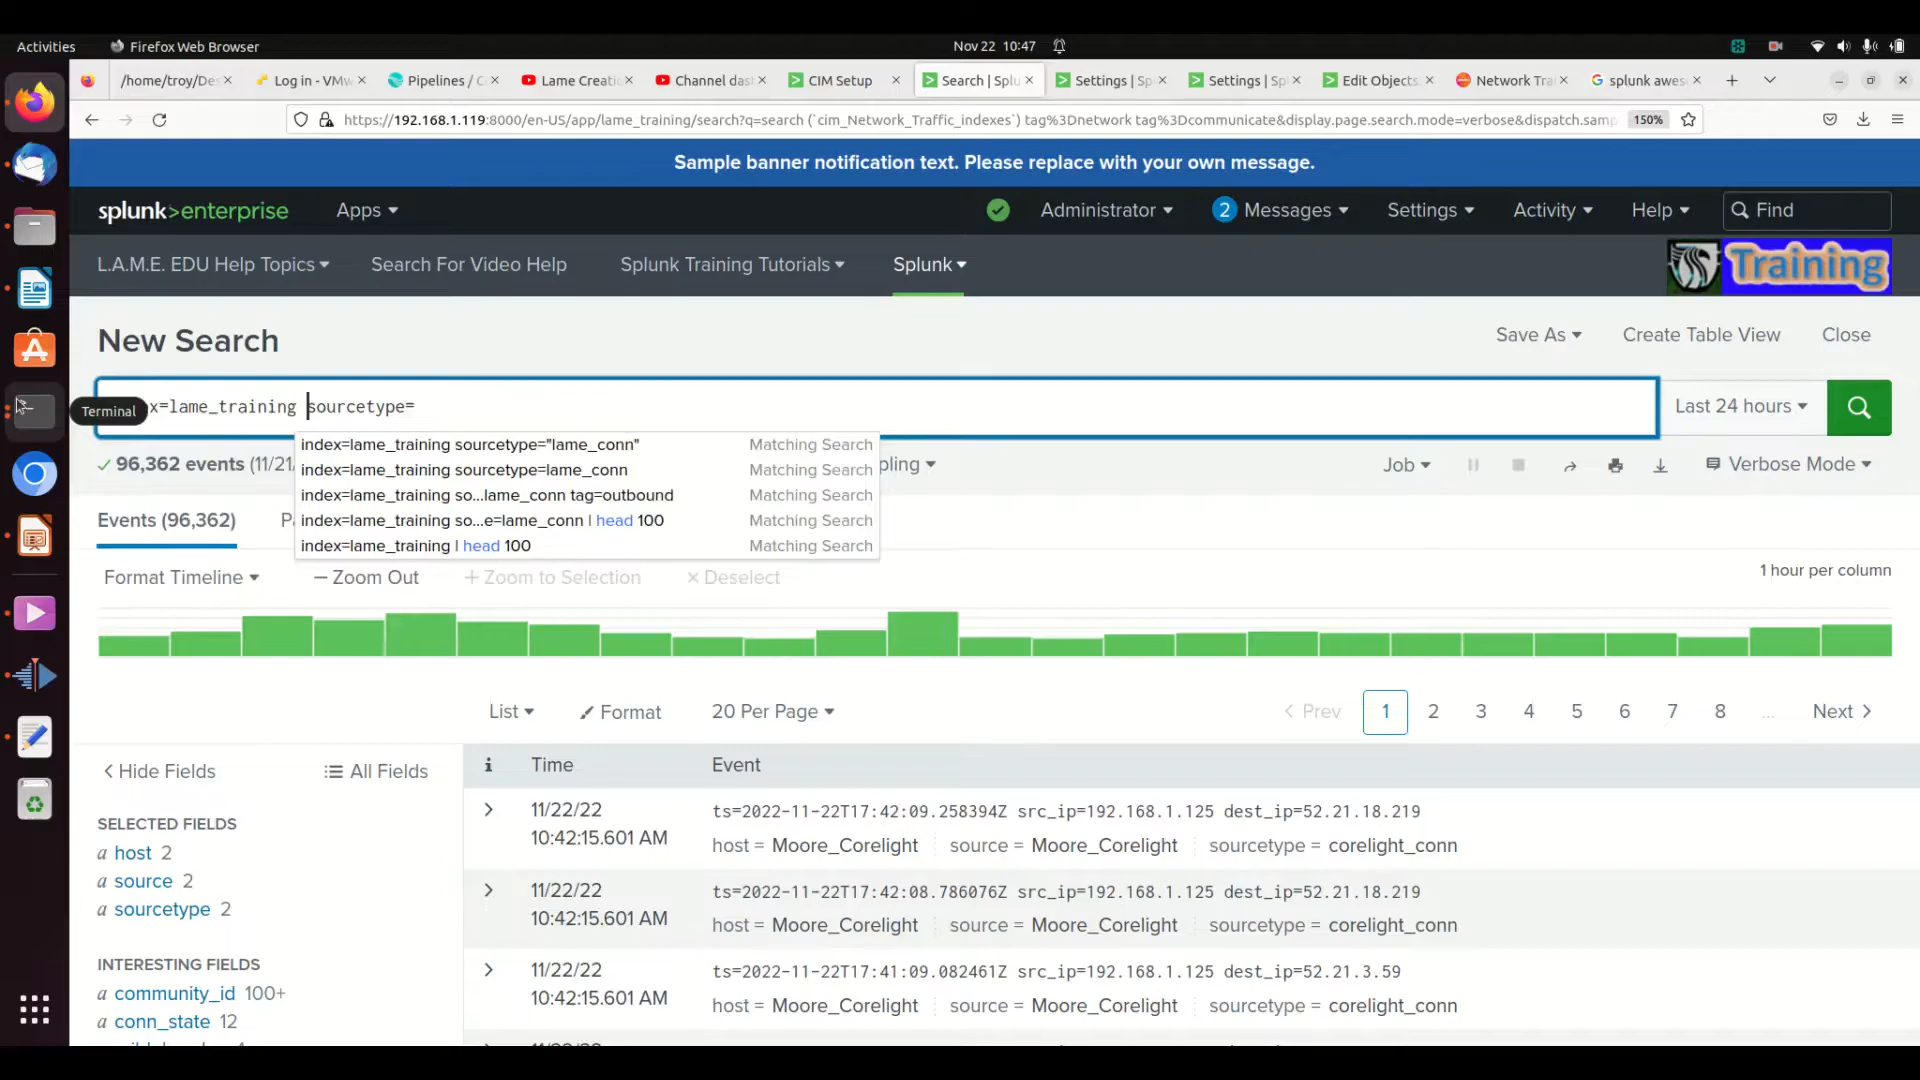 Activities
Firefox Web Browser
Nov 22 10:47
/home/troy/De
Log in - VMw
Pipelines / C
Lame Creatio
Channel das
CIM Setup
Search | Splu
Settings | Sp
Settings | Spl
Edit Objects
Network Tra
splunk awes
https://192.168.1.119:8000/en-US/app/lame_training/search?q=search (`cim_Network_Traffic_indexes`) tag%3Dnetwork tag%3Dcommunicate&display.page.search.mode=verbose&dispatch.samp
150%
Sample banner notification text. Please replace with your own message.
splunk>enterprise
Apps
Administrator
2 Messages
Settings
Activity
Help
Find
L.A.M.E. EDU Help Topics
Search For Video Help
Splunk Training Tutorials
Splunk
Training
New Search
Save As
Create Table View
Close
x=lame_training sourcetype=
Last 24 hours
Terminal
index=lame_training sourcetype="lame_conn" Matching Search
index=lame_training sourcetype=lame_conn Matching Search
index=lame_training so...lame_conn tag=outbound Matching Search
index=lame_training so...e=lame_conn | head 100 Matching Search
index=lame_training | head 100 Matching Search
96,362 events (11/21/
pling
Job
Verbose Mode
Events (96,362)
Format Timeline
Zoom Out
Zoom to Selection
Deselect
1 hour per column
List
Format
20 Per Page
Prev 1 2 3 4 5 6 7 8 ... Next
Hide Fields
All Fields
i Time Event
SELECTED FIELDS
a host 2
a source 2
a sourcetype 2
INTERESTING FIELDS
a community_id 100+
a conn_state 12
11/22/22
10:42:15.601 AM
ts=2022-11-22T17:42:09.258394Z src_ip=192.168.1.125 dest_ip=52.21.18.219
host = Moore_Corelight source = Moore_Corelight sourcetype = corelight_conn
11/22/22
10:42:15.601 AM
ts=2022-11-22T17:42:08.786076Z src_ip=192.168.1.125 dest_ip=52.21.18.219
host = Moore_Corelight source = Moore_Corelight sourcetype = corelight_conn
11/22/22
10:42:15.601 AM
ts=2022-11-22T17:41:09.082461Z src_ip=192.168.1.125 dest_ip=52.21.3.59
host = Moore_Corelight source = Moore_Corelight sourcetype = corelight_conn